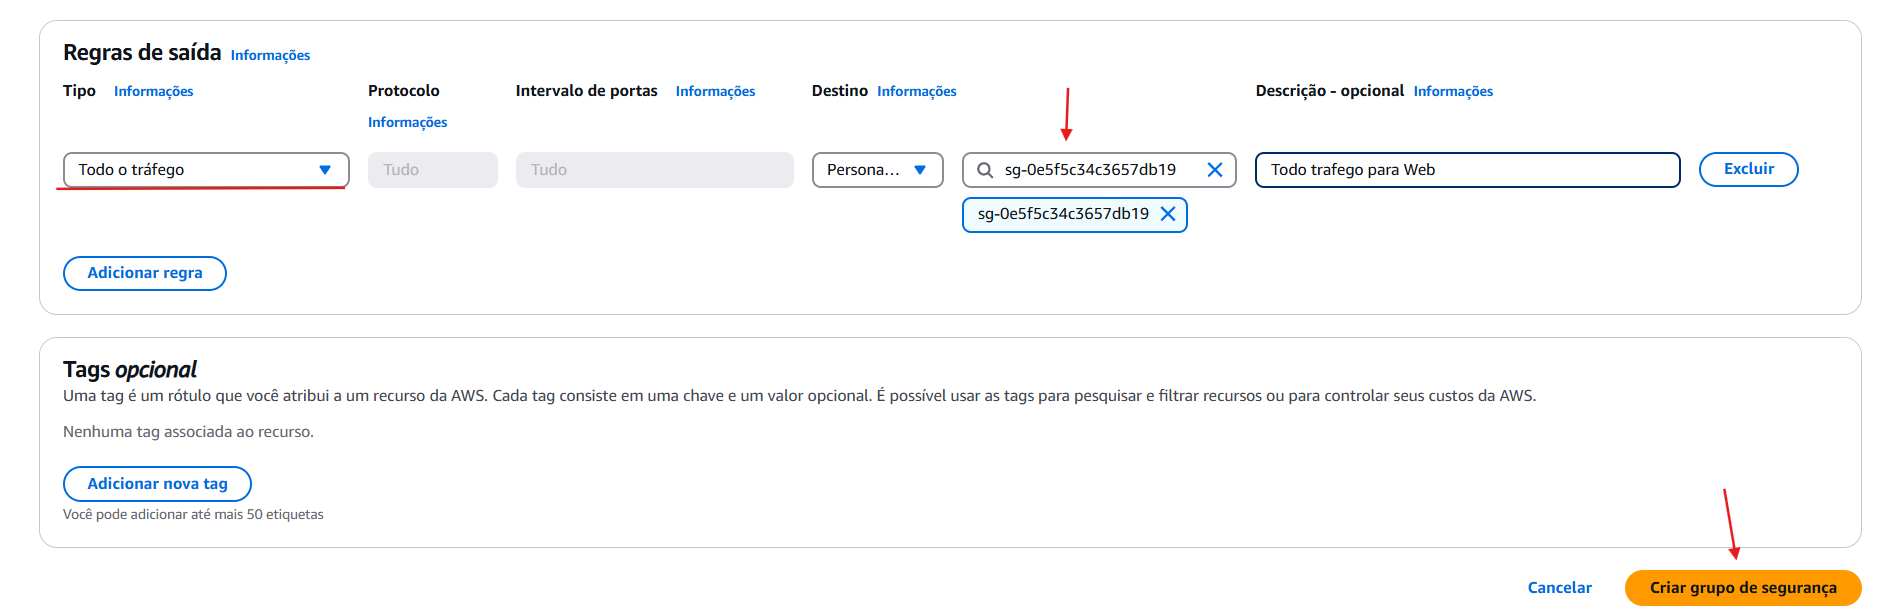 Regras de saída Informações
Tipo Informações Protocolo Informações Intervalo de portas Informações Destino Informações Descrição - opcional Informações
Todo o tráfego Tudo Tudo Persona... sg-0e5f5c34c3657db19 Todo trafego para Web Excluir
sg-0e5f5c34c3657db19
Adicionar regra
Tags opcional
Uma tag é um rótulo que você atribui a um recurso da AWS. Cada tag consiste em uma chave e um valor opcional. É possível usar as tags para pesquisar e filtrar recursos ou para controlar seus custos da AWS.
Nenhuma tag associada ao recurso.
Adicionar nova tag
Você pode adicionar até mais 50 etiquetas
Cancelar Criar grupo de segurança